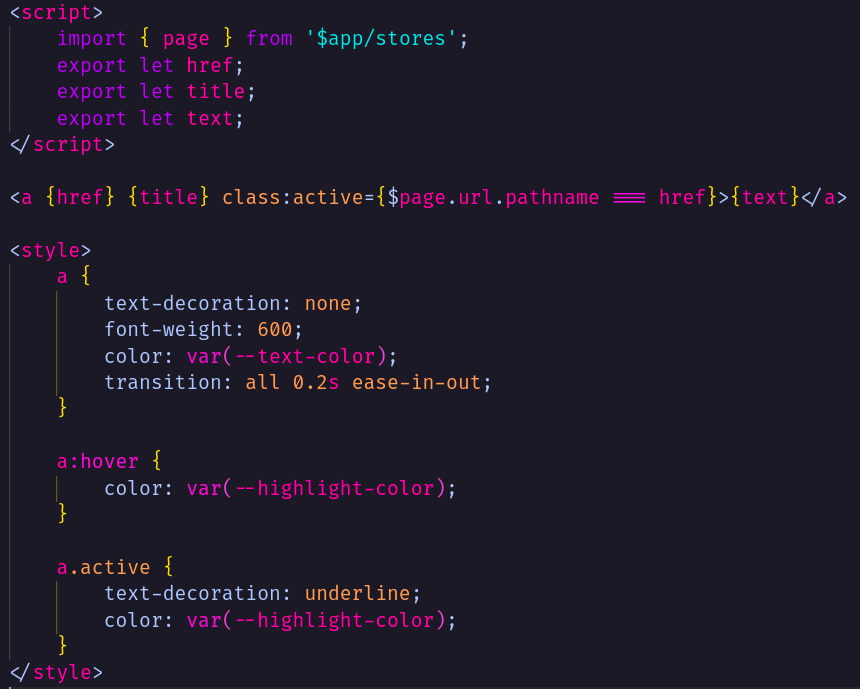 <script>
import { page } from '$app/stores';
export let href;
export let title;
export let text;
</script>
<a {href} {title} class:active={$page.url.pathname === href}>{text}</a>
<style>
a {
text-decoration: none;
font-weight: 600;
color: var(--text-color);
transition: all 0.2s ease-in-out;
}
a:hover {
color: var(--highlight-color);
}
a.active {
text-decoration: underline;
color: var(--highlight-color);
}
</style>